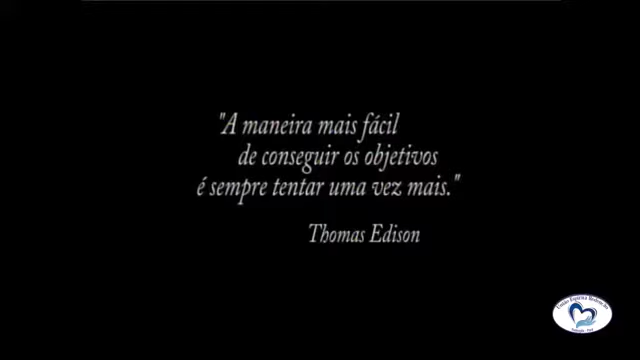 "A maneira mais fácil
de conseguir os objetivos
é sempre tentar uma vez mais."
Thomas Edison